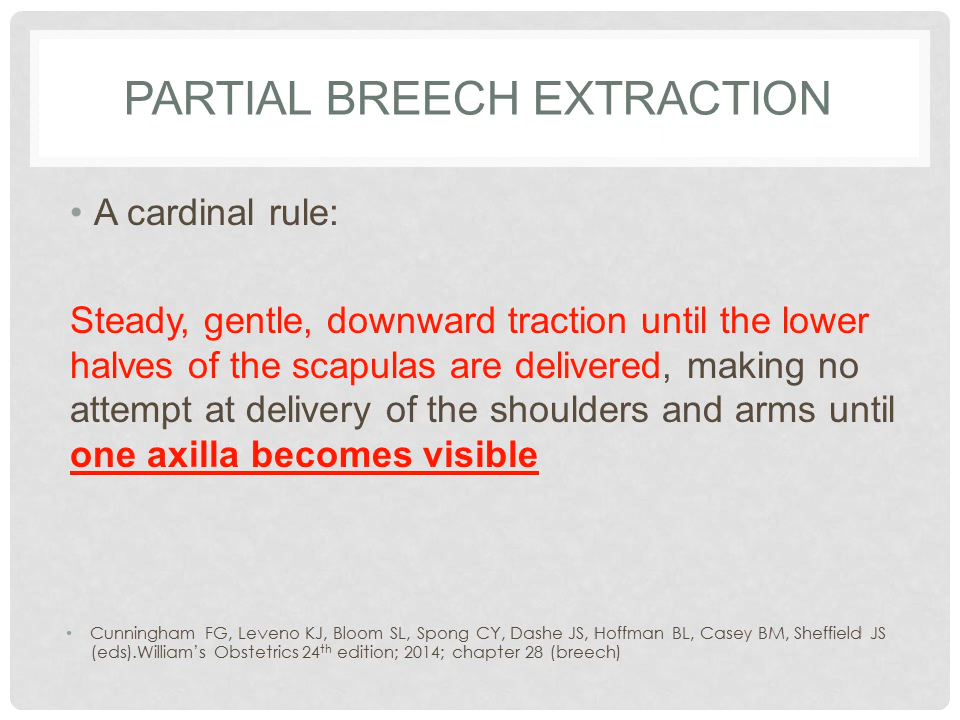 PARTIAL BREECH EXTRACTION
• A cardinal rule:
Steady, gentle, downward traction until the lower
halves of the scapulas are delivered, making no
attempt at delivery of the shoulders and arms until
one axilla becomes visible
• Cunningham FG, Leveno KJ, Bloom SL, Spong CY, Dashe JS, Hoffman BL, Casey BM, Sheffield JS
(eds).William's Obstetrics 24th edition; 2014; chapter 28 (breech)